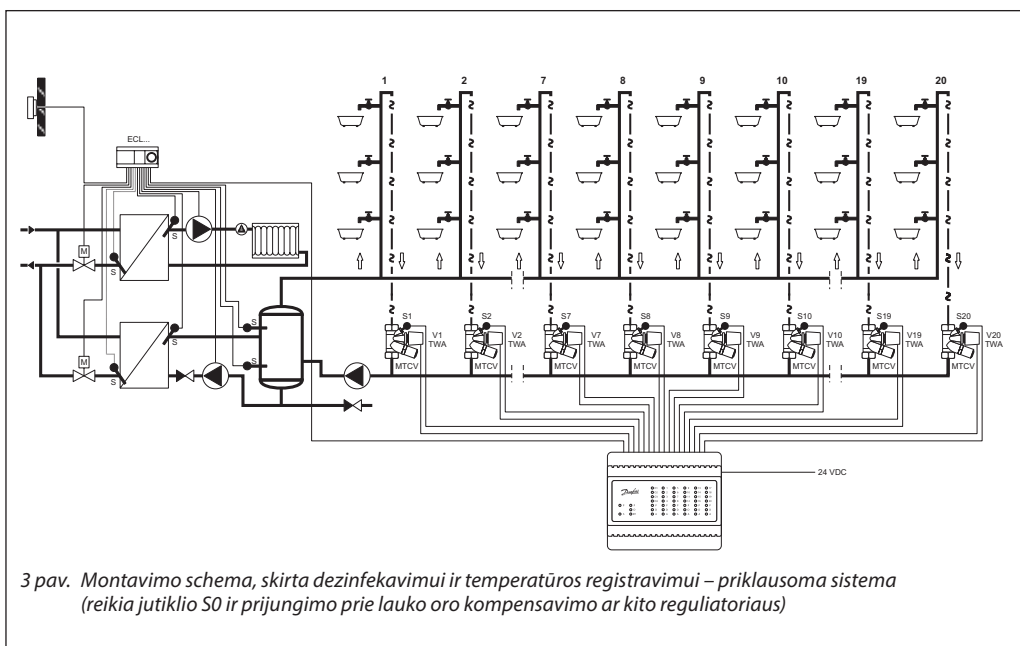 1 2 7 8 9 10 19 20
ECL...
M
S
S
M
S
S
S
S
S1 S2 S7 S8 S9 S10 S19 S20
V1 V2 V7 V8 V9 V10 V19 V20
TWA TWA TWA TWA TWA TWA TWA TWA
MTCV MTCV MTCV MTCV MTCV MTCV MTCV MTCV
24 VDC
Danfoss
3 pav. Montavimo schema, skirta dezinfekavimui ir temperatūros registravimui – priklausoma sistema
(reikia jutiklio S0 ir prijungimo prie lauko oro kompensavimo ar kito reguliatoriaus)